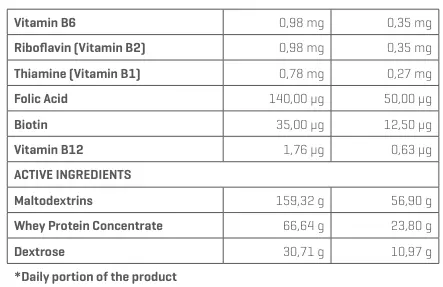 Vitamin B6 0,98 mg 0,35 mg
Riboflavin (Vitamin B2) 0,98 mg 0,35 mg
Thiamine (Vitamin B1) 0,78 mg 0,27 mg
Folic Acid 140,00 µg 50,00 µg
Biotin 35,00 µg 12,50 µg
Vitamin B12 1,76 µg 0,63 µg
ACTIVE INGREDIENTS
Maltodextrins 159,32 g 56,90 g
Whey Protein Concentrate 66,64 g 23,80 g
Dextrose 30,71 g 10,97 g
*Daily portion of the product